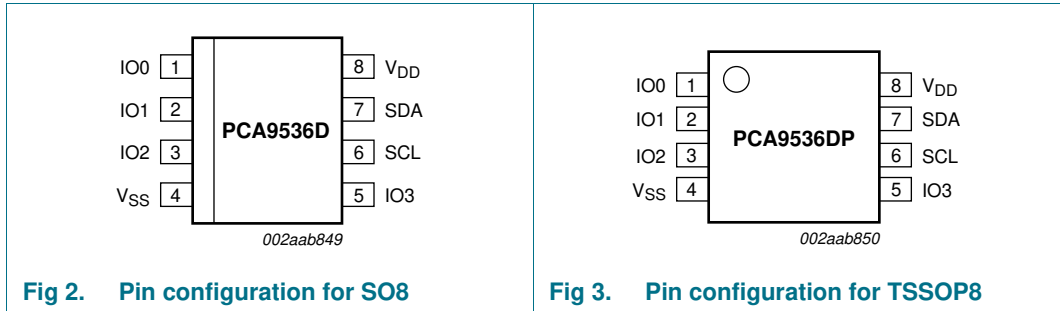 IO0 1 8 VDD
IO1 2 7 SDA
PCA9536D
IO2 3 6 SCL
VSS 4 5 IO3
002aab849
Fig 2. Pin configuration for SO8
IO0 1 8 VDD
IO1 2 7 SDA
PCA9536DP
IO2 3 6 SCL
VSS 4 5 IO3
002aab850
Fig 3. Pin configuration for TSSOP8